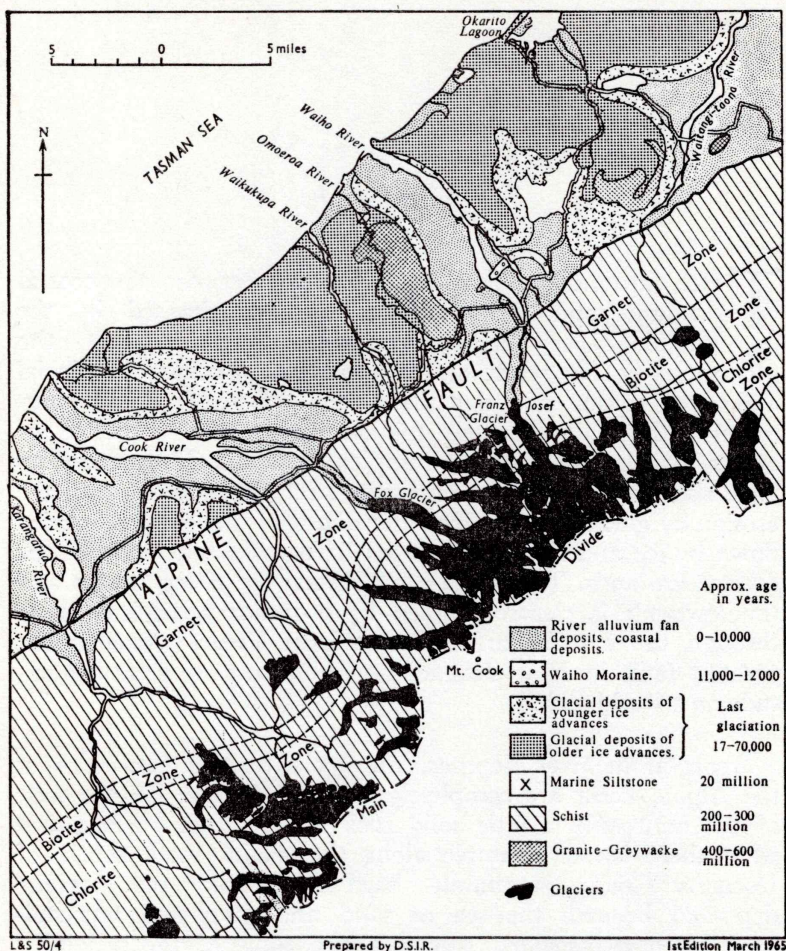 Okarito
Lagoon
5 0 5 miles
N
TASMAN SEA
Waiho River
Omoeroa River
Waikukupa River
Waitangi-taona River
Zone
Garnet
Zone
Biotite
Chlorite
Zone
FAULT
Franz Josef
Glacier
Cook River
Fox Glacier
Karangarua
River
Zone
ALPINE
Divide
Garnet
Mt. Cook
Zone
Zone
Main
Biotite
Chlorite
Approx. age
in years.
River alluvium fan
deposits, coastal
deposits. 0–10,000
Waiho Moraine. 11,000–12000
Glacial deposits of
younger ice
advances
Last
glaciation
Glacial deposits of
older ice advances. 17–70,000
X Marine Siltstone 20 million
Schist 200–300
million
Granite-Greywacke 400–600
million
Glaciers
L&S 50/4 Prepared by D.S.I.R. 1st Edition March 1965